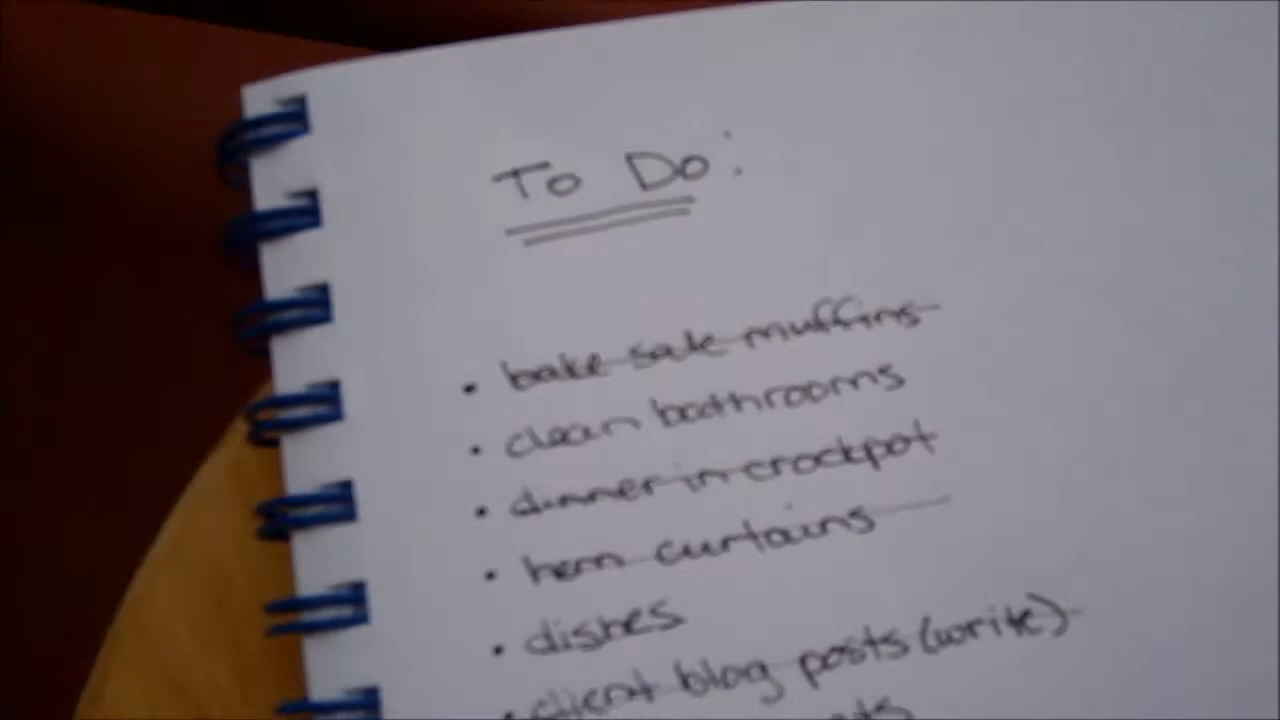 To Do:
• bake sale muffins
• clean bathrooms
• dinner in crockpot
• hem curtains
• dishes
• client blog posts (write)